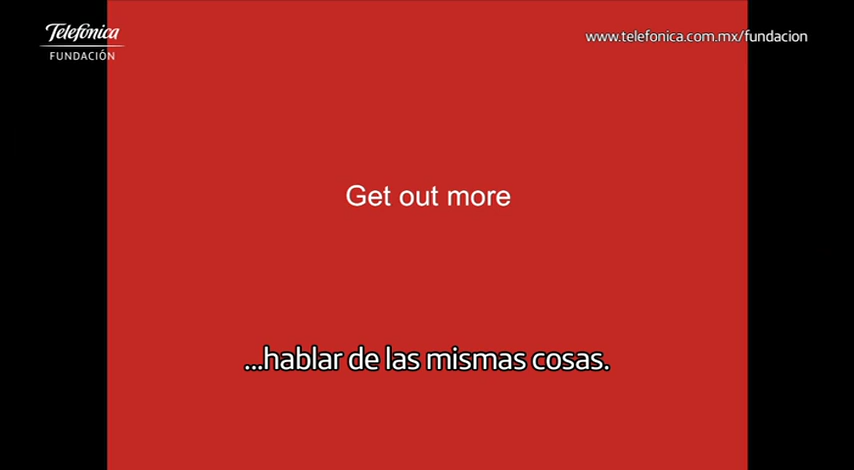 Telefónica
FUNDACIÓN
www.telefonica.com.mx/fundacion
Get out more
...hablar de las mismas cosas.